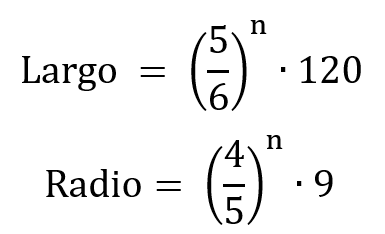 Largo = (5/6)^n · 120
Radio = (4/5)^n · 9